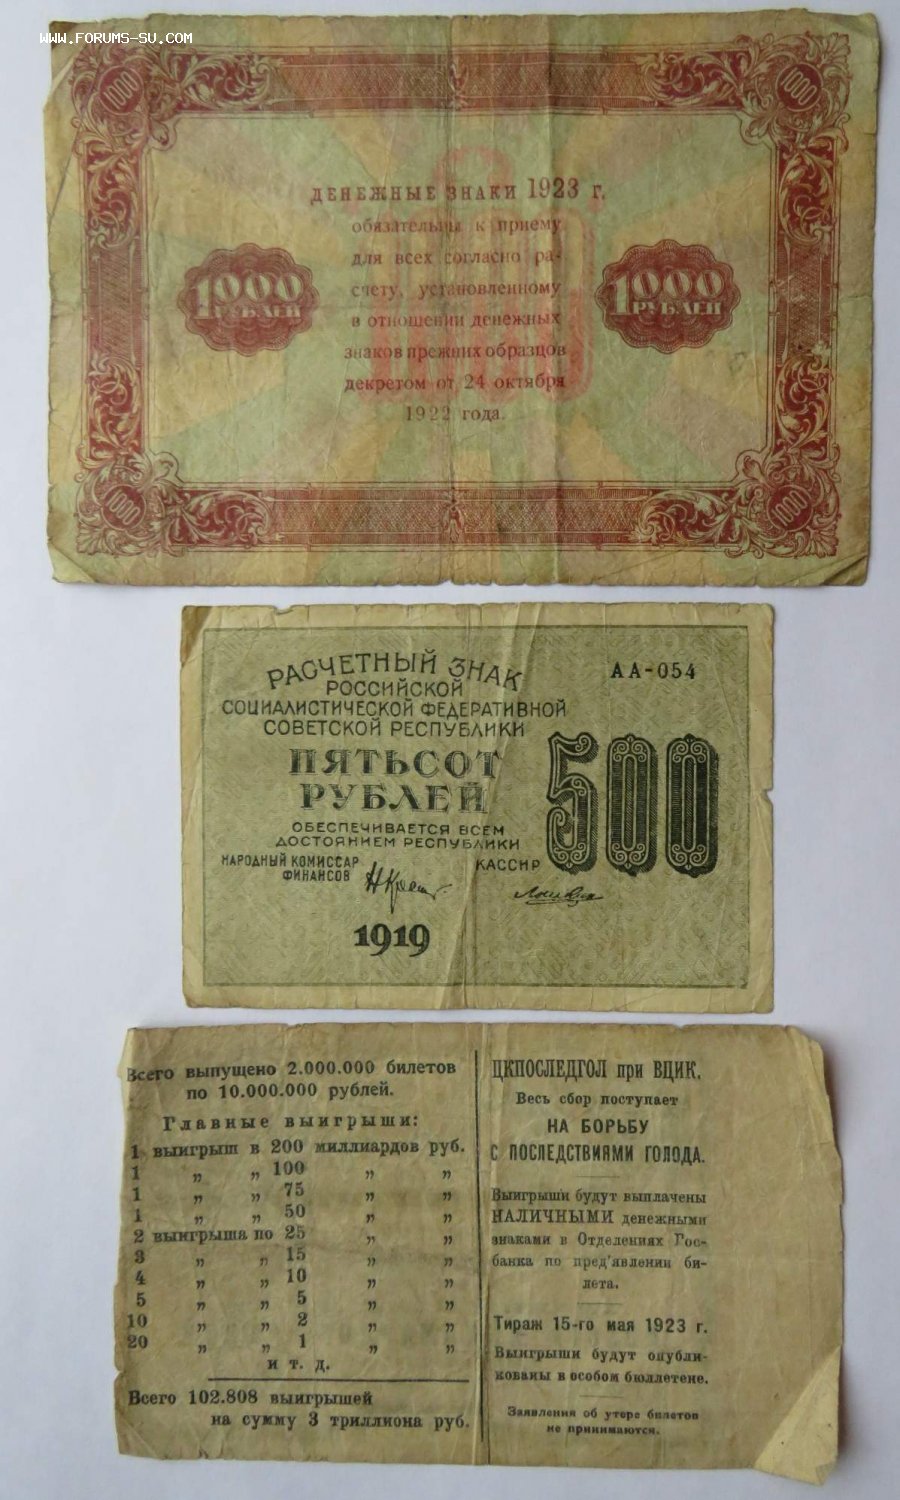 www.forums-su.com
1000
1000
ДЕНЕЖНЫЕ ЗНАКИ 1923 г.
обязательны к приему
для всех согласно ра-
счету, установленному
в отношении денежных
знаков прежних образцов
декретом от 24 октября
1922 года.
1000
РУБЛЕЙ
1000
РУБЛЕЙ
1000
1000
РАСЧЕТНЫЙ ЗНАК
РОССИЙСКОЙ
СОЦИАЛИСТИЧЕСКОЙ ФЕДЕРАТИВНОЙ
СОВЕТСКОЙ РЕСПУБЛИКИ
АА-054
ПЯТЬСОТ
РУБЛЕЙ
500
ОБЕСПЕЧИВАЕТСЯ ВСЕМ
ДОСТОЯНИЕМ РЕСПУБЛИКИ
НАРОДНЫЙ КОМИССАР
ФИНАНСОВ
КАССИР
1919
Всего выпущено 2.000.000 билетов
по 10.000.000 рублей.
Главные выигрыши:
1 выигрыш в 200 миллиардов руб.
1 „ „ 100 „ „
1 „ „ 75 „ „
1 „ „ 50 „ „
2 выигрыша по 25 „ „
3 „ „ 15 „ „
4 „ „ 10 „ „
5 „ „ 5 „ „
10 „ „ 2 „ „
20 „ „ 1 „ „
и т. д.
Всего 102.808 выигрышей
на сумму 3 триллиона руб.
ЦКПОСЛЕДГОЛ при ВЦИК.
Весь сбор поступает
НА БОРЬБУ
С ПОСЛЕДСТВИЯМИ ГОЛОДА.
Выигрыши будут выплачены
НАЛИЧНЫМИ денежными
знаками в Отделениях Гос-
банка по пред'явлении би-
лета.
Тираж 15-го мая 1923 г.
Выигрыши будут опубли-
кованы в особом бюллетене.
Заявления об утере билетов
не принимаются.